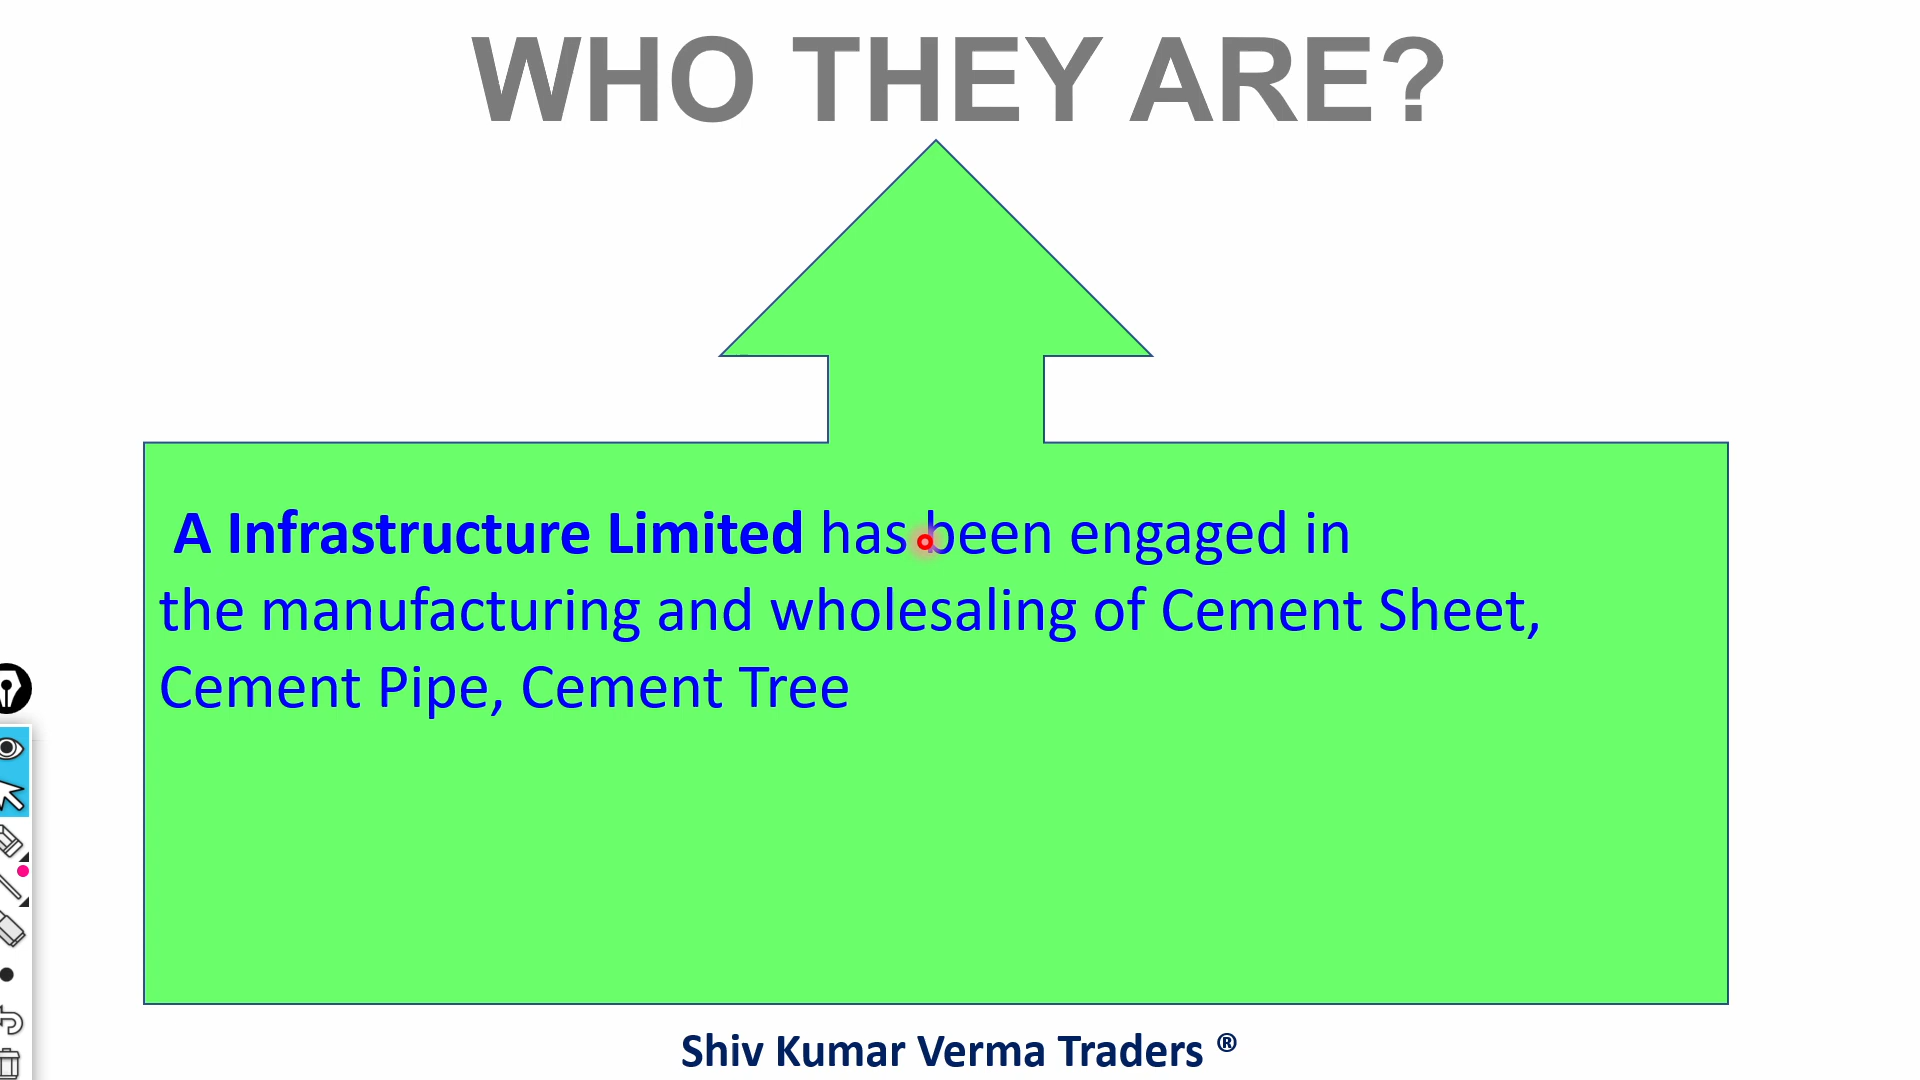 WHO THEY ARE?
A Infrastructure Limited has been engaged in
the manufacturing and wholesaling of Cement Sheet,
Cement Pipe, Cement Tree
Shiv Kumar Verma Traders ®